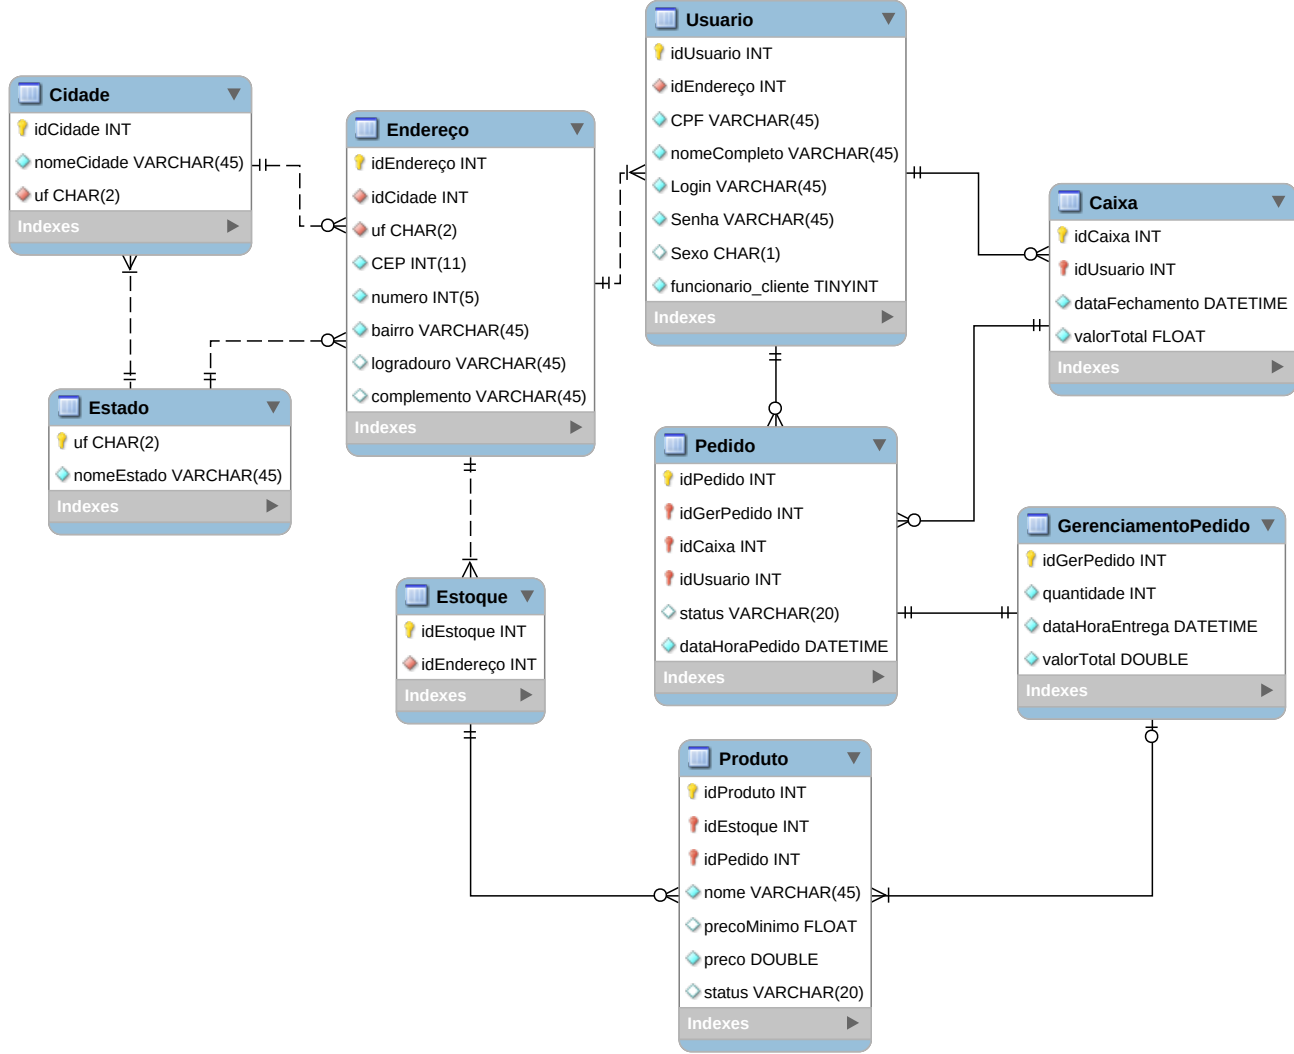 Usuario
idUsuario INT
idEndereço INT
CPF VARCHAR(45)
nomeCompleto VARCHAR(45)
Login VARCHAR(45)
Senha VARCHAR(45)
Sexo CHAR(1)
funcionario_cliente TINYINT
Indexes
Cidade
idCidade INT
nomeCidade VARCHAR(45)
uf CHAR(2)
Indexes
Endereço
idEndereço INT
idCidade INT
uf CHAR(2)
CEP INT(11)
numero INT(5)
bairro VARCHAR(45)
logradouro VARCHAR(45)
complemento VARCHAR(45)
Indexes
Caixa
idCaixa INT
idUsuario INT
dataFechamento DATETIME
valorTotal FLOAT
Indexes
Estado
uf CHAR(2)
nomeEstado VARCHAR(45)
Indexes
Pedido
idPedido INT
idGerPedido INT
idCaixa INT
idUsuario INT
status VARCHAR(20)
dataHoraPedido DATETIME
Indexes
GerenciamentoPedido
idGerPedido INT
quantidade INT
dataHoraEntrega DATETIME
valorTotal DOUBLE
Indexes
Estoque
idEstoque INT
idEndereço INT
Indexes
Produto
idProduto INT
idEstoque INT
idPedido INT
nome VARCHAR(45)
precoMinimo FLOAT
preco DOUBLE
status VARCHAR(20)
Indexes